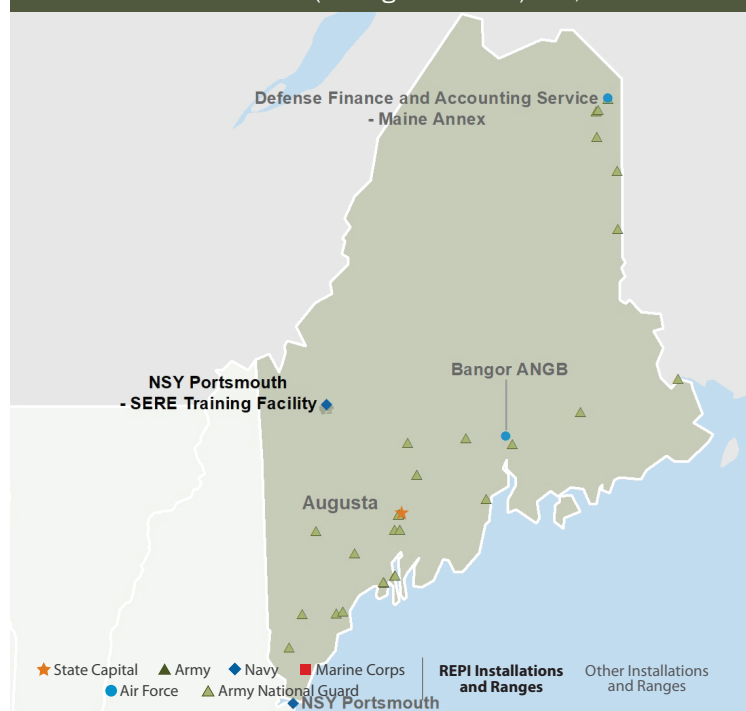 Defense Finance and Accounting Service
- Maine Annex
NSY Portsmouth
- SERE Training Facility
Bangor ANGB
Augusta
State Capital Army Navy Marine Corps
Air Force Army National Guard
REPI Installations
and Ranges
Other Installations
and Ranges
NSY Portsmouth